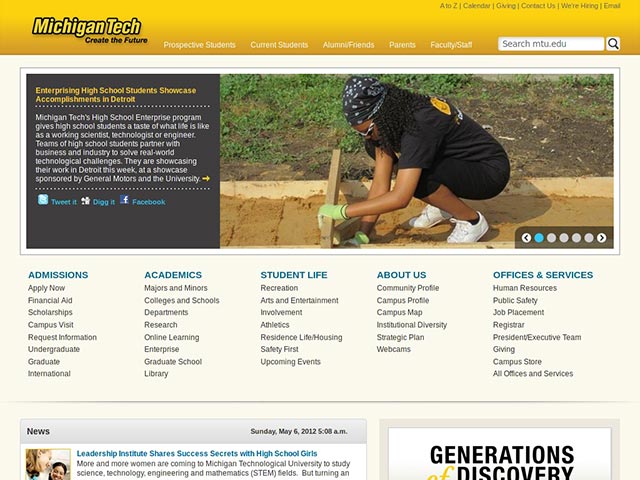 A to Z | Calendar | Giving | Contact Us | We're Hiring | Email
Michigan Tech
Create the Future
Prospective Students Current Students Alumni/Friends Parents Faculty/Staff
Search mtu.edu
Enterprising High School Students Showcase
Accomplishments in Detroit
Michigan Tech's High School Enterprise program
gives high school students a taste of what life is like
as a working scientist, technologist or engineer.
Teams of high school students partner with
business and industry to solve real-world
technological challenges. They are showcasing
their work in Detroit this week, at a showcase
sponsored by General Motors and the University.
Tweet it Digg it Facebook
ADMISSIONS
Apply Now
Financial Aid
Scholarships
Campus Visit
Request Information
Undergraduate
Graduate
International
ACADEMICS
Majors and Minors
Colleges and Schools
Departments
Research
Online Learning
Enterprise
Graduate School
Library
STUDENT LIFE
Recreation
Arts and Entertainment
Involvement
Athletics
Residence Life/Housing
Safety First
Upcoming Events
ABOUT US
Community Profile
Campus Profile
Campus Map
Institutional Diversity
Strategic Plan
Webcams
OFFICES & SERVICES
Human Resources
Public Safety
Job Placement
Registrar
President/Executive Team
Giving
Campus Store
All Offices and Services
News Sunday, May 6, 2012 5:08 a.m.
Leadership Institute Shares Success Secrets with High School Girls
More and more women are coming to Michigan Technological University to study
science, technology, engineering and mathematics (STEM) fields. But turning an
GENERATIONS
of DISCOVERY